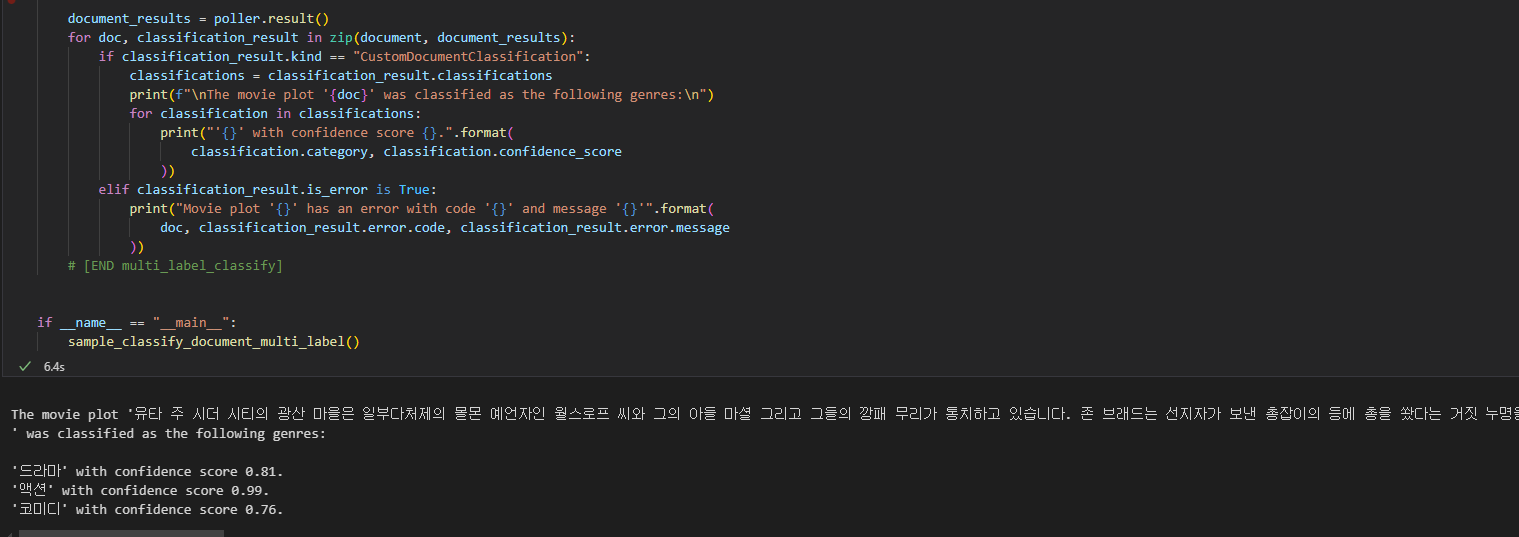 document_results = poller.result()
for doc, classification_result in zip(document, document_results):
if classification_result.kind == "CustomDocumentClassification":
classifications = classification_result.classifications
print(f"\nThe movie plot '{doc}' was classified as the following genres:\n")
for classification in classifications:
print("'{}' with confidence score {}.".format(
classification.category, classification.confidence_score
))
elif classification_result.is_error is True:
print("Movie plot '{}' has an error with code '{}' and message '{}'".format(
doc, classification_result.error.code, classification_result.error.message
))
# [END multi_label_classify]
if __name__ == "__main__":
sample_classify_document_multi_label()
6.4s
The movie plot '유타 주 시더 시티의 광산 마을은 일부다처제의 몰몬 예언자인 월스로프 씨와 그의 아들 마셜 그리고 그들의 깡패 무리가 통치하고 있습니다. 존 브래드는 선지자가 보낸 총잡이의 등에 총을 쐈다는 거짓 누명을
' was classified as the following genres:
'드라마' with confidence score 0.81.
'액션' with confidence score 0.99.
'코미디' with confidence score 0.76.